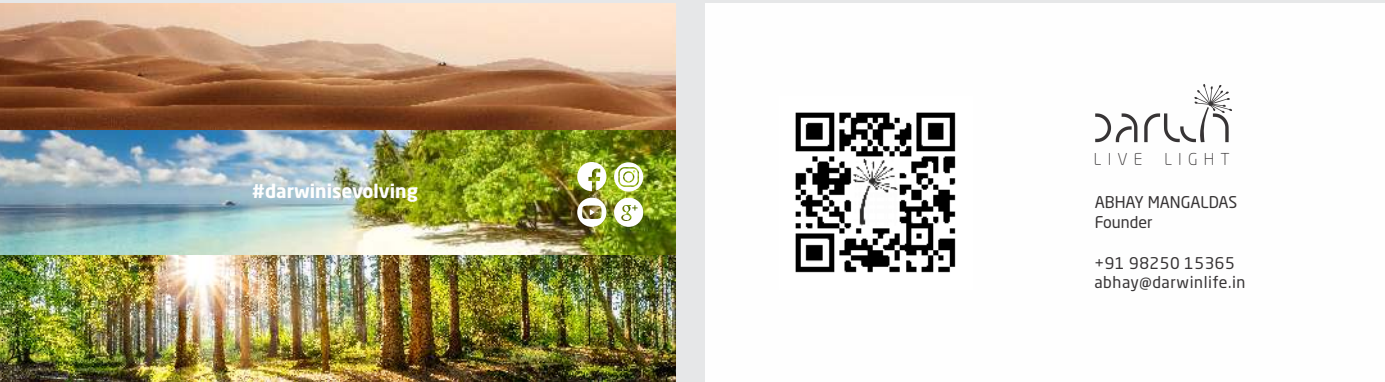 #darwinisevolving
DARWIN
LIVE LIGHT
ABHAY MANGALDAS
Founder
+91 98250 15365
abhay@darwinlife.in